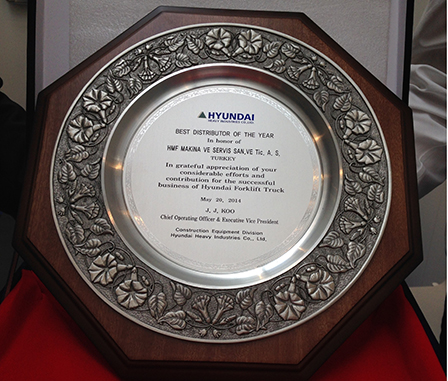 HYUNDAI
HEAVY INDUSTRIES CO., LTD.
BEST DISTRIBUTOR OF THE YEAR
In honor of
HMF MAKINA VE SERVIS SAN, VE Tic, A, S,
TURKEY
In grateful appreciation of your
considerable efforts and
contribution for the successful
business of Hyundai Forklift Truck
May 20, 2014
J, J, KOO
Chief Operating Officer & Executive Vice President
Construction Equipment Division
Hyundai Heavy Industries Co., Ltd.